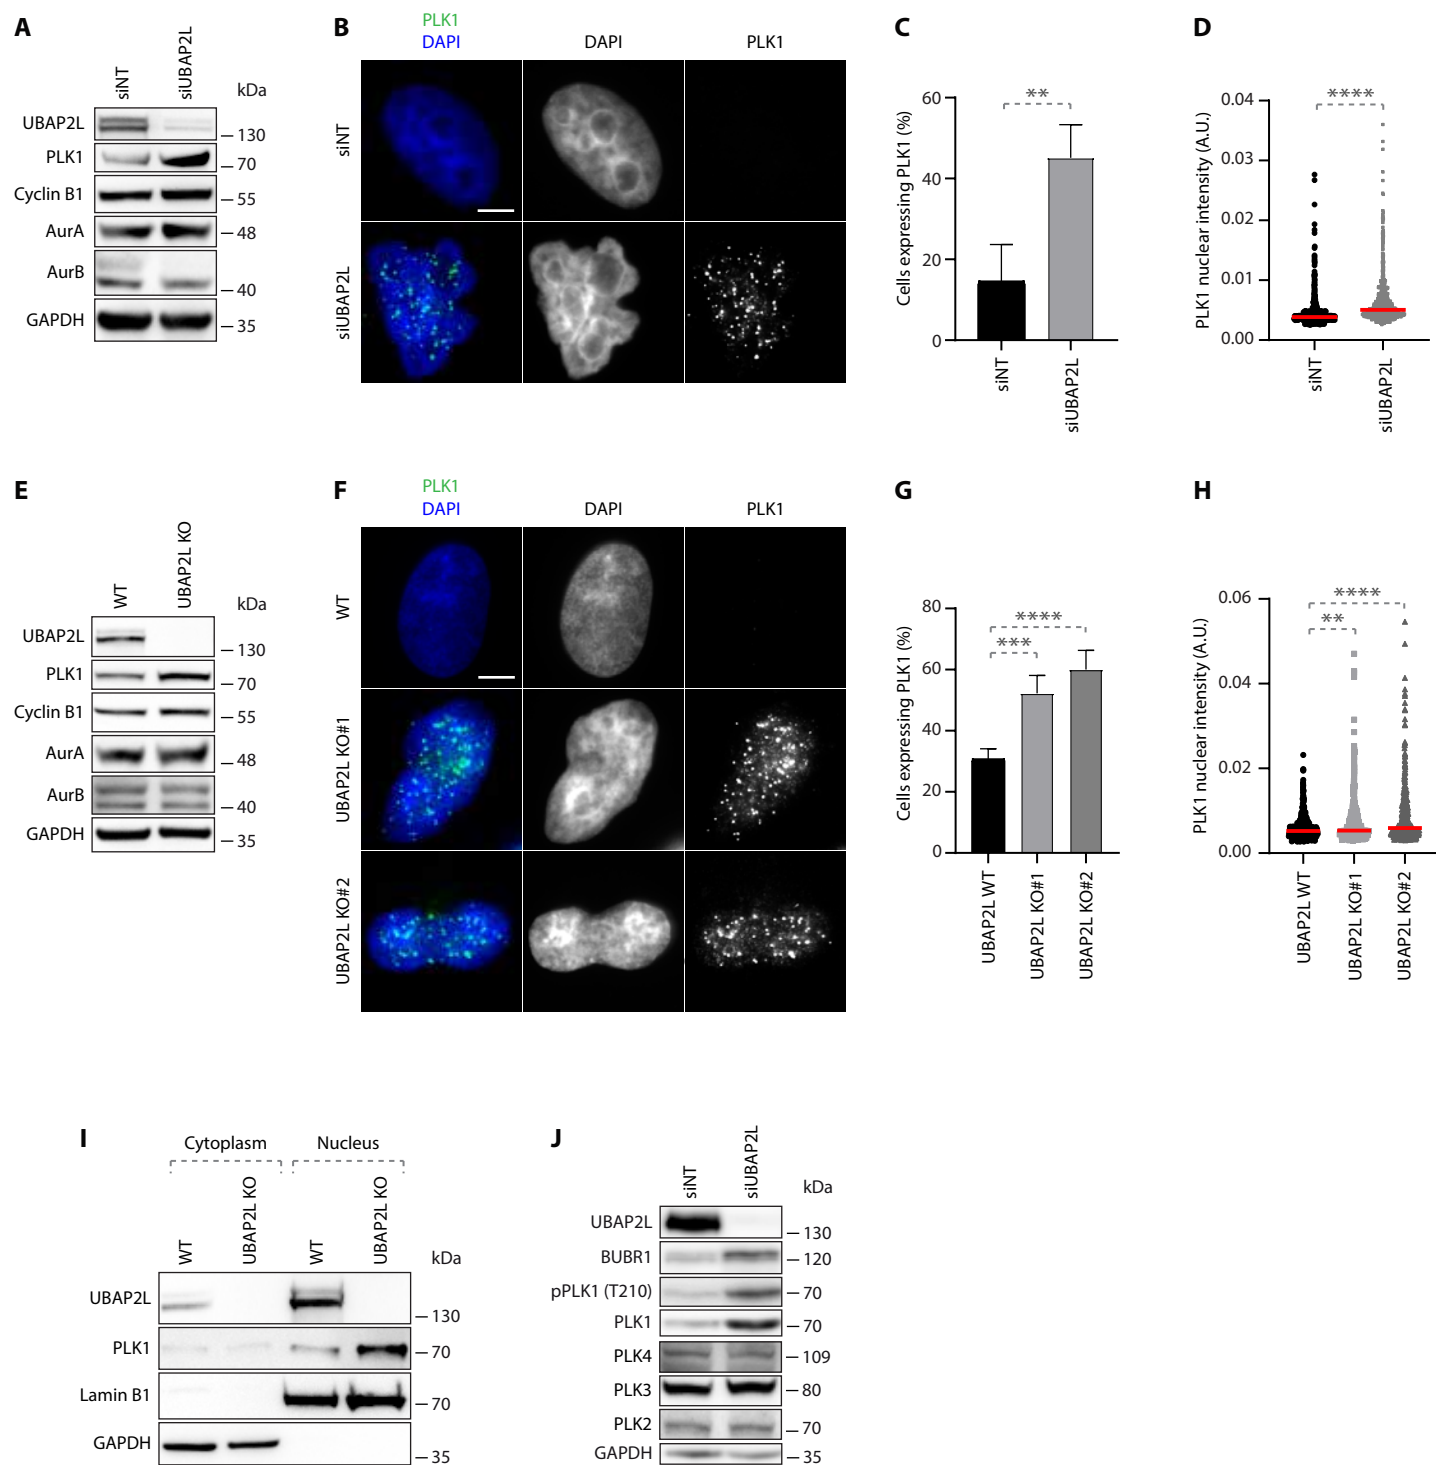 A
siNT
siUBAP2L
kDa
UBAP2L
130
PLK1
70
Cyclin B1
55
AurA
48
AurB
40
GAPDH
35
B
PLK1
DAPI
DAPI
PLK1
siNT
siUBAP2L
C
Cells expressing PLK1 (%)
60
40
20
0
**
siNT
siUBAP2L
D
PLK1 nuclear intensity (A.U.)
0.04
0.03
0.02
0.01
0.00
****
siNT
siUBAP2L
E
WT
UBAP2L KO
kDa
UBAP2L
130
PLK1
70
Cyclin B1
55
AurA
48
AurB
40
GAPDH
35
F
PLK1
DAPI
DAPI
PLK1
WT
UBAP2L KO#1
UBAP2L KO#2
G
Cells expressing PLK1 (%)
80
60
40
20
0
****
***
UBAP2L WT
UBAP2L KO#1
UBAP2L KO#2
H
PLK1 nuclear intensity (A.U.)
0.06
0.04
0.02
0.00
****
**
UBAP2L WT
UBAP2L KO#1
UBAP2L KO#2
I
Cytoplasm
Nucleus
WT
UBAP2L KO
WT
UBAP2L KO
kDa
UBAP2L
130
PLK1
70
Lamin B1
70
GAPDH
35
J
siNT
siUBAP2L
kDa
UBAP2L
130
BUBR1
120
pPLK1 (T210)
70
PLK1
70
PLK4
109
PLK3
80
PLK2
70
GAPDH
35